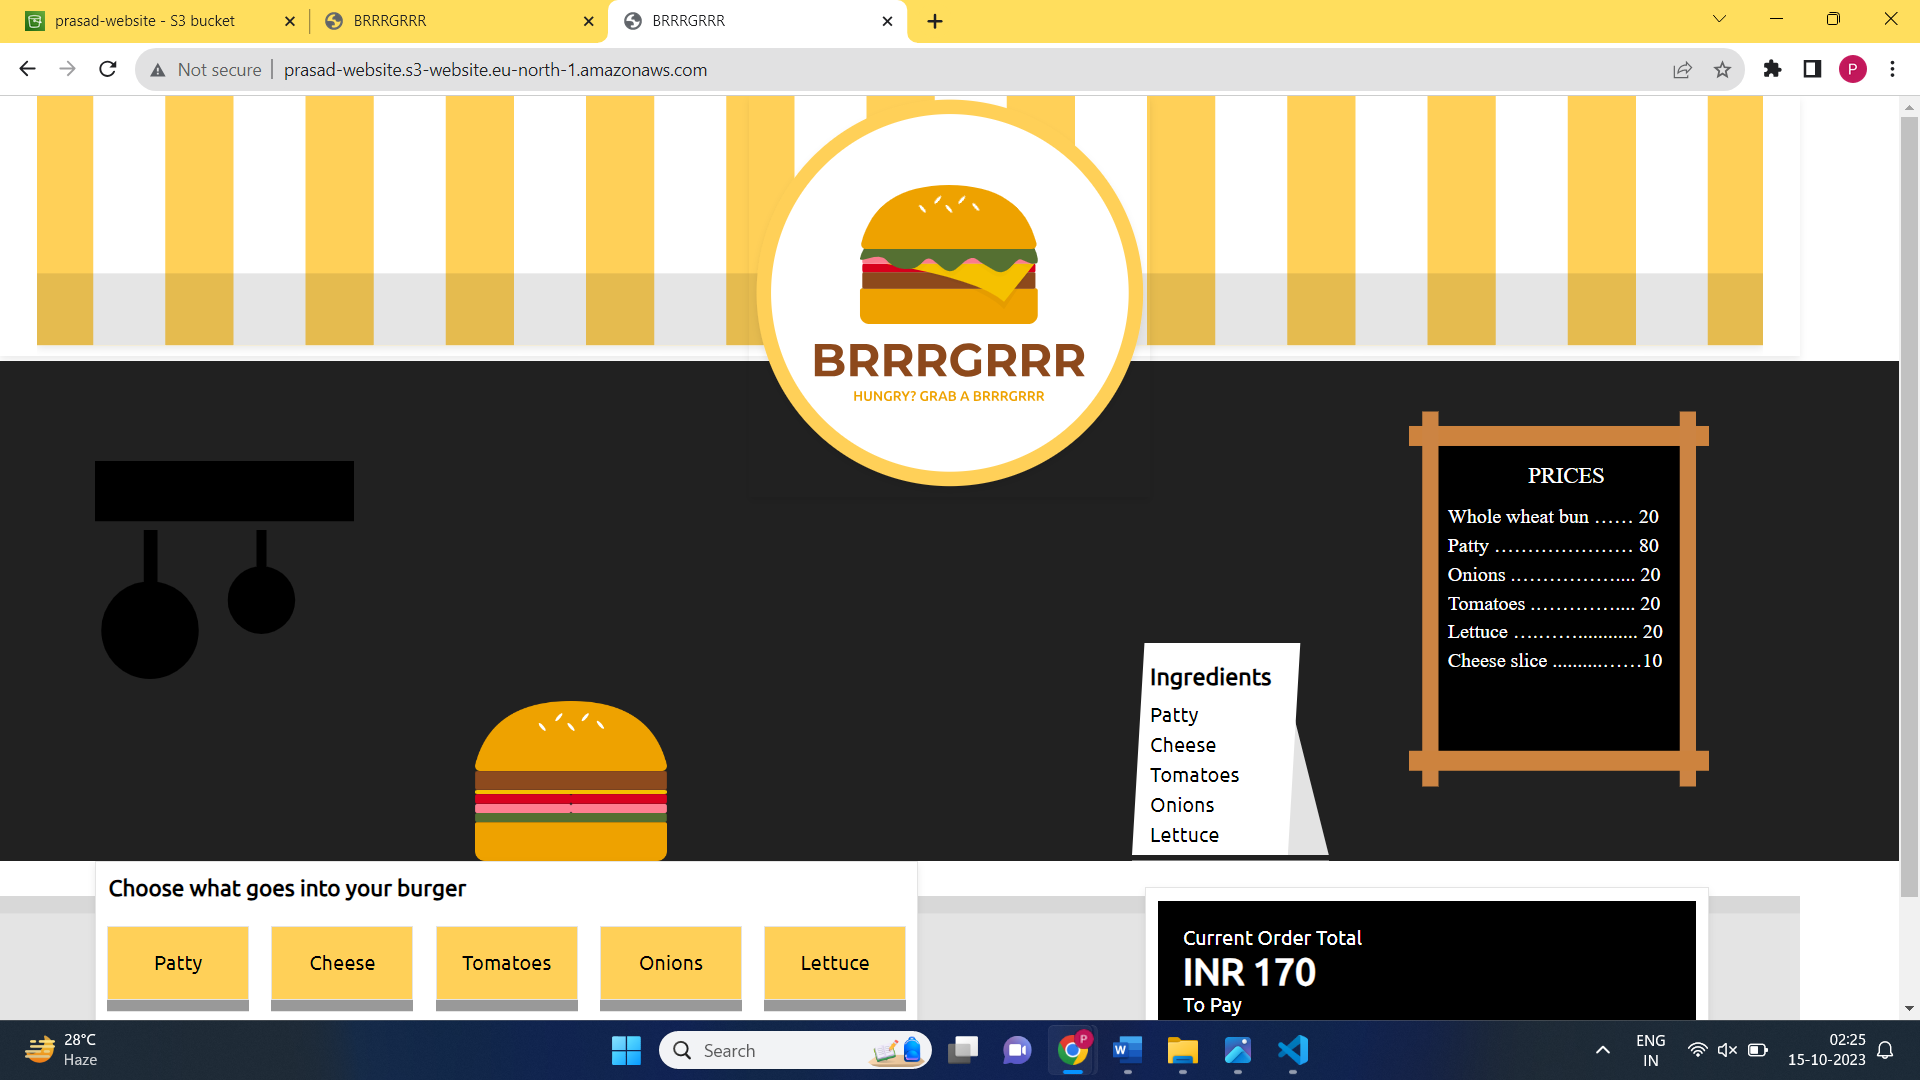 prasad-website - S3 bucket
BRRRGRRR
BRRRGRRR
Not secure
prasad-website.s3-website.eu-north-1.amazonaws.com
P
BRRRGRRR
HUNGRY? GRAB A BRRRGRRR
PRICES
Whole wheat bun …… 20
Patty ………………… 80
Onions .…………….... 20
Tomatoes .………….... 20
Lettuce ….……............ 20
Cheese slice ..........……10
Ingredients
Patty
Cheese
Tomatoes
Onions
Lettuce
Choose what goes into your burger
Patty
Cheese
Tomatoes
Onions
Lettuce
Current Order Total
INR 170
To Pay
28°C
Haze
Search
P
ENG
IN
02:25
15-10-2023